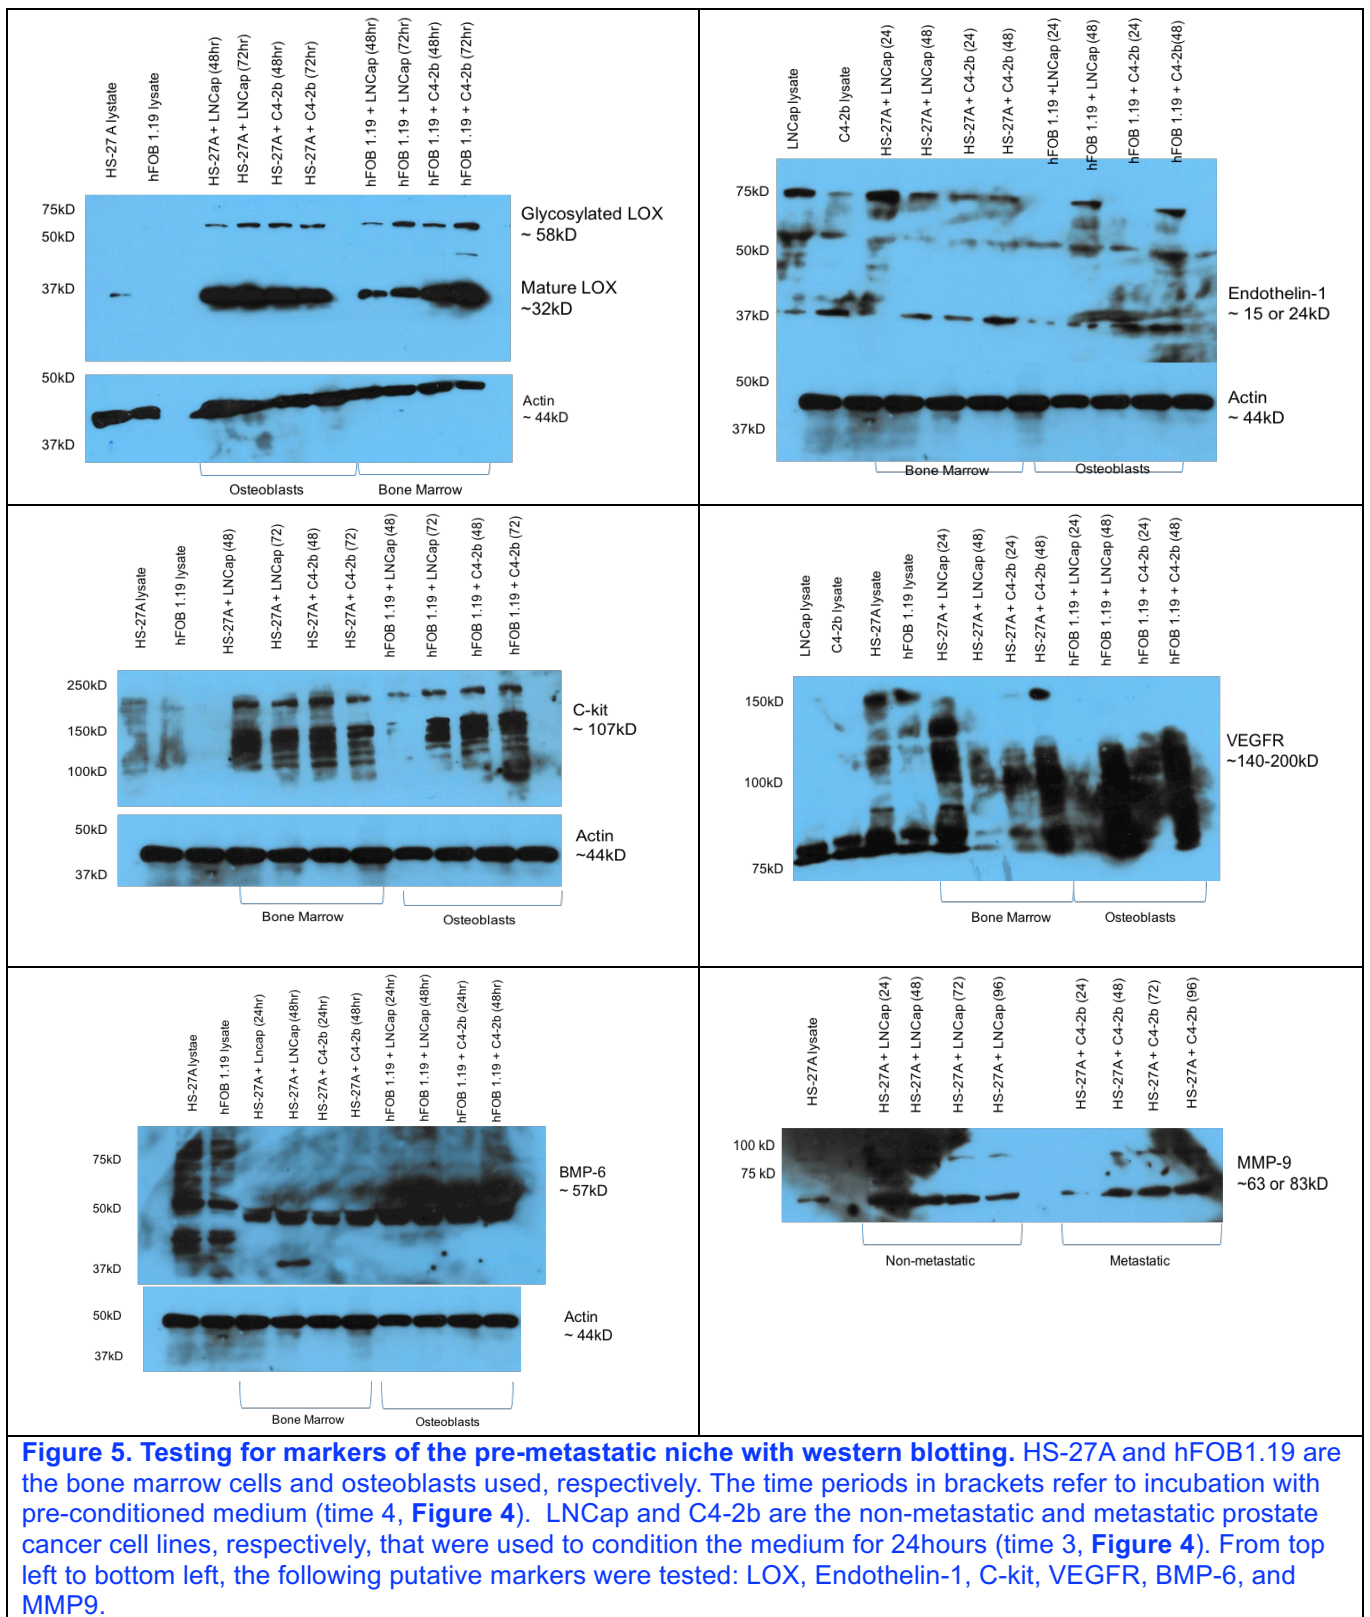 HS-27 A lystate
hFOB 1.19 lysate
HS-27A + LNCap (48hr)
HS-27A + LNCap (72hr)
HS-27A + C4-2b (48hr)
HS-27A + C4-2b (72hr)
hFOB 1.19 + LNCap (48hr)
hFOB 1.19 + LNCap (72hr)
hFOB 1.19 + C4-2b (48hr)
hFOB 1.19 + C4-2b (72hr)
75kD
50kD
37kD
Glycosylated LOX
~ 58kD
Mature LOX
~32kD
50kD
37kD
Actin
~ 44kD
Osteoblasts
Bone Marrow
LNCap lysate
C4-2b lysate
HS-27A + LNCap (24)
HS-27A + LNCap (48)
HS-27A + C4-2b (24)
HS-27A + C4-2b (48)
hFOB 1.19 +LNCap (24)
hFOB 1.19 + LNCap (48)
hFOB 1.19 + C4-2b (24)
hFOB 1.19 + C4-2b(48)
75kD
50kD
37kD
Endothelin-1
~ 15 or 24kD
50kD
37kD
Actin
~ 44kD
Bone Marrow
Osteoblasts
HS-27A lysate
hFOB 1.19 lysate
HS-27A + LNCap (48)
HS-27A + LNCap (72)
HS-27A + C4-2b (48)
HS-27A + C4-2b (72)
hFOB 1.19 + LNCap (48)
hFOB 1.19 + LNCap (72)
hFOB 1.19 + C4-2b (48)
hFOB 1.19 + C4-2b (72)
250kD
150kD
100kD
C-kit
~ 107kD
50kD
37kD
Actin
~44kD
Bone Marrow
Osteoblasts
LNCap lysate
C4-2b lysate
HS-27A lysate
hFOB 1.19 lysate
HS-27A + LNCap (24)
HS-27A + LNCap (48)
HS-27A + C4-2b (24)
HS-27A + C4-2b (48)
hFOB 1.19 + LNCap (24)
hFOB 1.19 + LNCap (48)
hFOB 1.19 + C4-2b (24)
hFOB 1.19 + C4-2b (48)
150kD
100kD
75kD
VEGFR
~140-200kD
Bone Marrow
Osteoblasts
HS-27A lystae
hFOB 1.19 lysate
HS-27A + Lncap (24hr)
HS-27A + LNCap (48hr)
HS-27A + C4-2b (24hr)
HS-27A + C4-2b (48hr)
hFOB 1.19 + LNCap (24hr)
hFOB 1.19 + LNCap (48hr)
hFOB 1.19 + C4-2b (24hr)
hFOB 1.19 + C4-2b (48hr)
75kD
50kD
37kD
BMP-6
~ 57kD
50kD
37kD
Actin
~ 44kD
Bone Marrow
Osteoblasts
HS-27A lysate
HS-27A + LNCap (24)
HS-27A + LNCap (48)
HS-27A + LNCap (72)
HS-27A + LNCap (96)
HS-27A + C4-2b (24)
HS-27A + C4-2b (48)
HS-27A + C4-2b (72)
HS-27A + C4-2b (96)
100 kD
75 kD
MMP-9
~63 or 83kD
Non-metastatic
Metastatic
Figure 5. Testing for markers of the pre-metastatic niche with western blotting. HS-27A and hFOB1.19 are
the bone marrow cells and osteoblasts used, respectively. The time periods in brackets refer to incubation with
pre-conditioned medium (time 4, Figure 4). LNCap and C4-2b are the non-metastatic and metastatic prostate
cancer cell lines, respectively, that were used to condition the medium for 24hours (time 3, Figure 4). From top
left to bottom left, the following putative markers were tested: LOX, Endothelin-1, C-kit, VEGFR, BMP-6, and
MMP9.